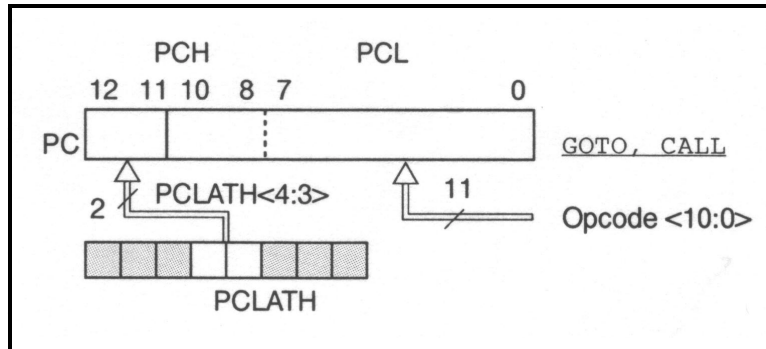 PCH PCL
12 11 10 8 7 0
PC
GOTO, CALL
2
PCLATH<4:3>
11
Opcode <10:0>
PCLATH